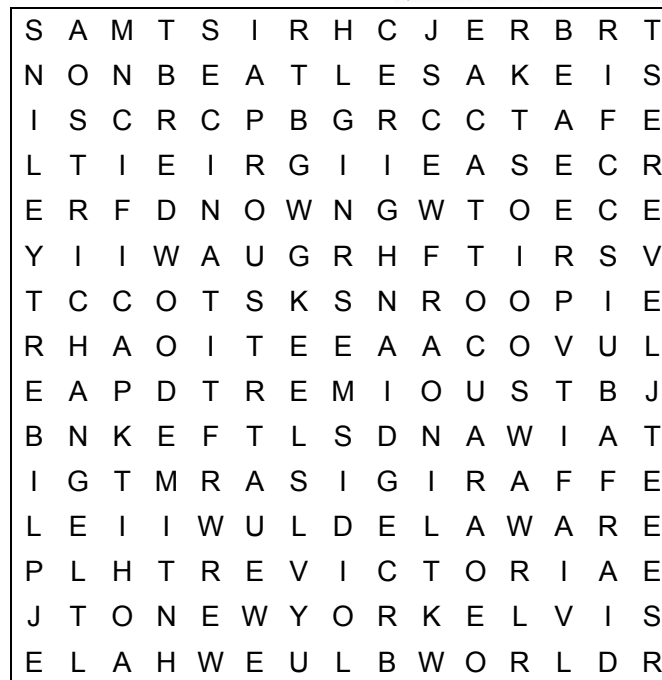 S A M T S I R H C J E R B R T
N O N B E A T L E S A K E I S
I S C R C P B G R C C T A F E
L T I E I R G I I E A S E C R
E R F D N O W N G W T O E C E
Y I I W A U G R H F T I R S V
T C C O T S K S N R O O P I E
R H A O I T E E A A C O V U L
E A P D T R E M I O U S T B J
B N K E F T L S D N A W I A T
I G T M R A S I G I R A F F E
L E I I W U L D E L A W A R E
P L H T R E V I C T O R I A E
J T O N E W Y O R K E L V I S
E L A H W E U L B W O R L D R